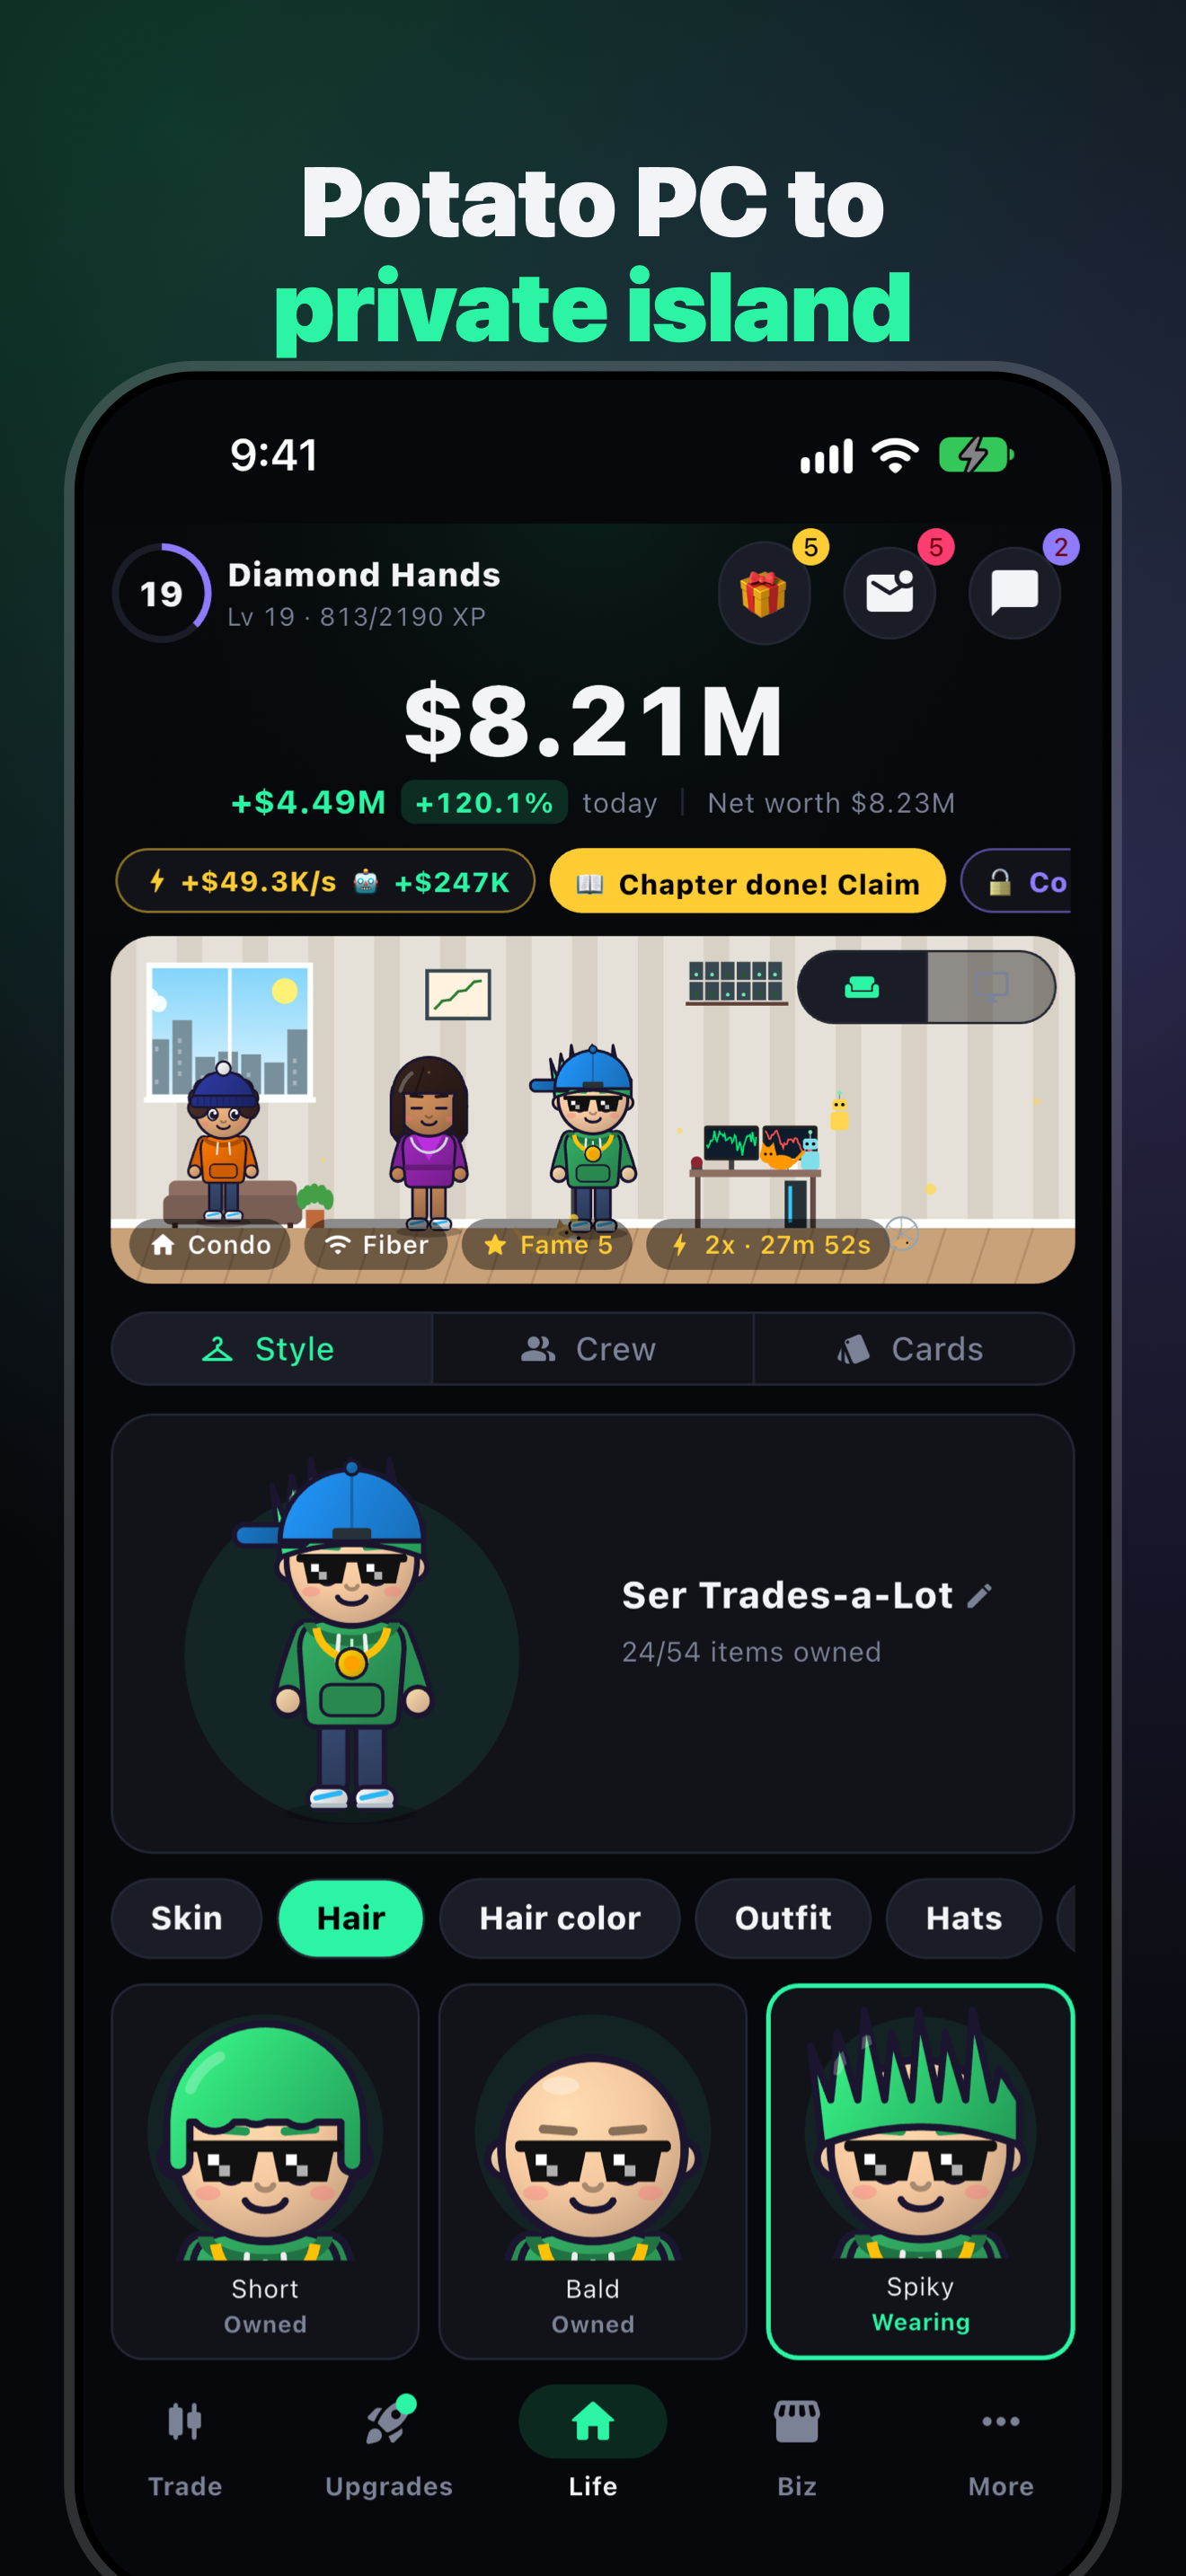 Potato PC to
private island
9:41
19
Diamond Hands
Lv 19 · 813/2190 XP
5
5
2
$8.21M
+$4.49M +120.1% today | Net worth $8.23M
+$49.3K/s +$247K
Chapter done! Claim
Co
Condo
Fiber
Fame 5
2x · 27m 52s
Style
Crew
Cards
Ser Trades-a-Lot
24/54 items owned
Skin
Hair
Hair color
Outfit
Hats
Short
Owned
Bald
Owned
Spiky
Wearing
Trade
Upgrades
Life
Biz
More